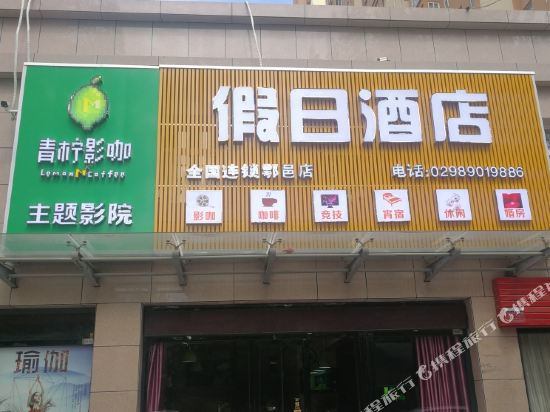 青柠影咖
Lemon Coffee
主题影院
假日酒店
全国连锁鄠邑店
电话:02989019886
影咖 咖啡 竞技 宵宿 休闲 婚房
瑜伽
携程旅行
携程旅行